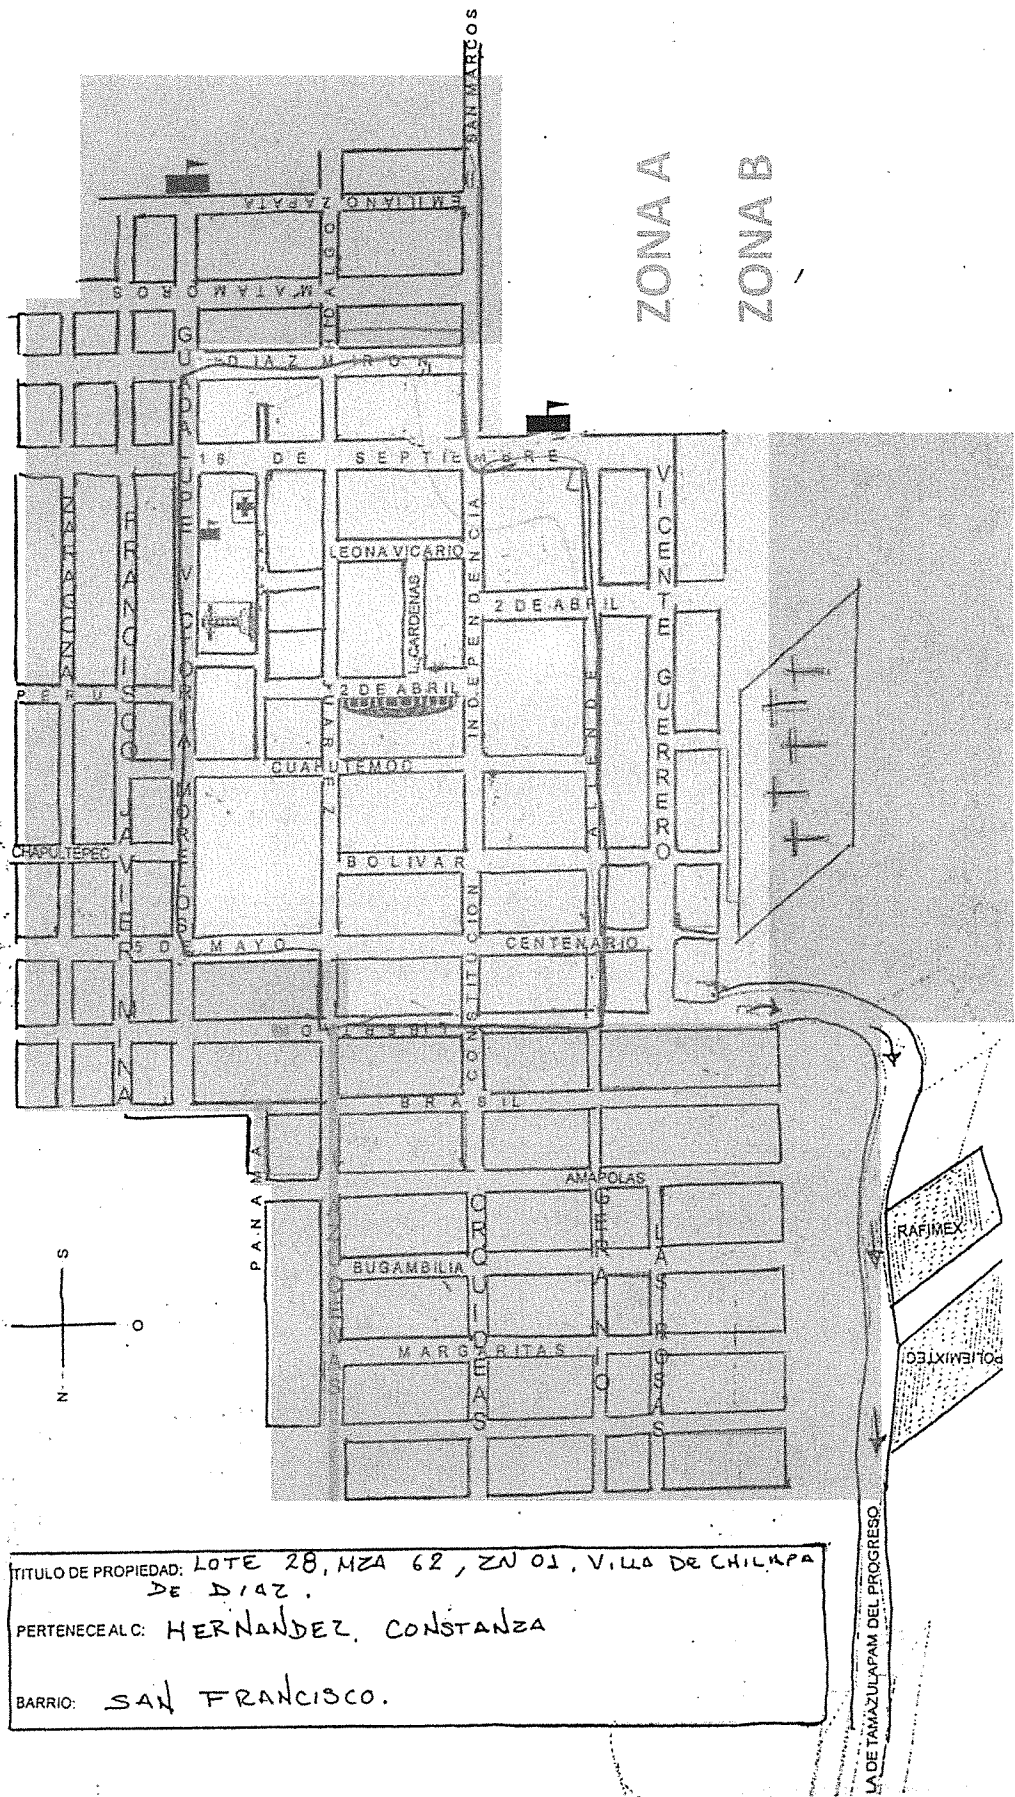 SAN MARCOS
ZONA A
ZONA B
EMILIANO ZAPATA
HIDALGO
MATAMOROS
DIAZ MIRON
16 DE SEPTIEMBRE
GUADALUPE VICTORIA
MORELOS
ZARAGOZA
FRANCISCO JAVIER MINA
VICENTE GUERRERO
LEONA VICARIO
L. CARDENAS
INDEPENDENCIA
2 DE ABRIL
2 DE ABRIL
PERU
JUAREZ
ALLENDE
CUAHUTEMOC
CHAPULTEPEC
BOLIVAR
5 DE MAYO
CENTENARIO
CONSTITUCION
LIBERTAD
BRASIL
PANAMA
AMAPOLAS
AZUCENAS
ORQUIDEAS
GERANIO
LAS ROSAS
BUGAMBILIA
MARGARITAS
S
O
N
RAFIMEX
POLIEMIXTEC
LA DE TAMAZULAPAM DEL PROGRESO
TITULO DE PROPIEDAD: LOTE 28, MZA 62, ZN 01, VILLA DE CHILAPA
DE DIAZ.
PERTENECE AL C: HERNANDEZ, CONSTANZA
BARRIO: SAN FRANCISCO.